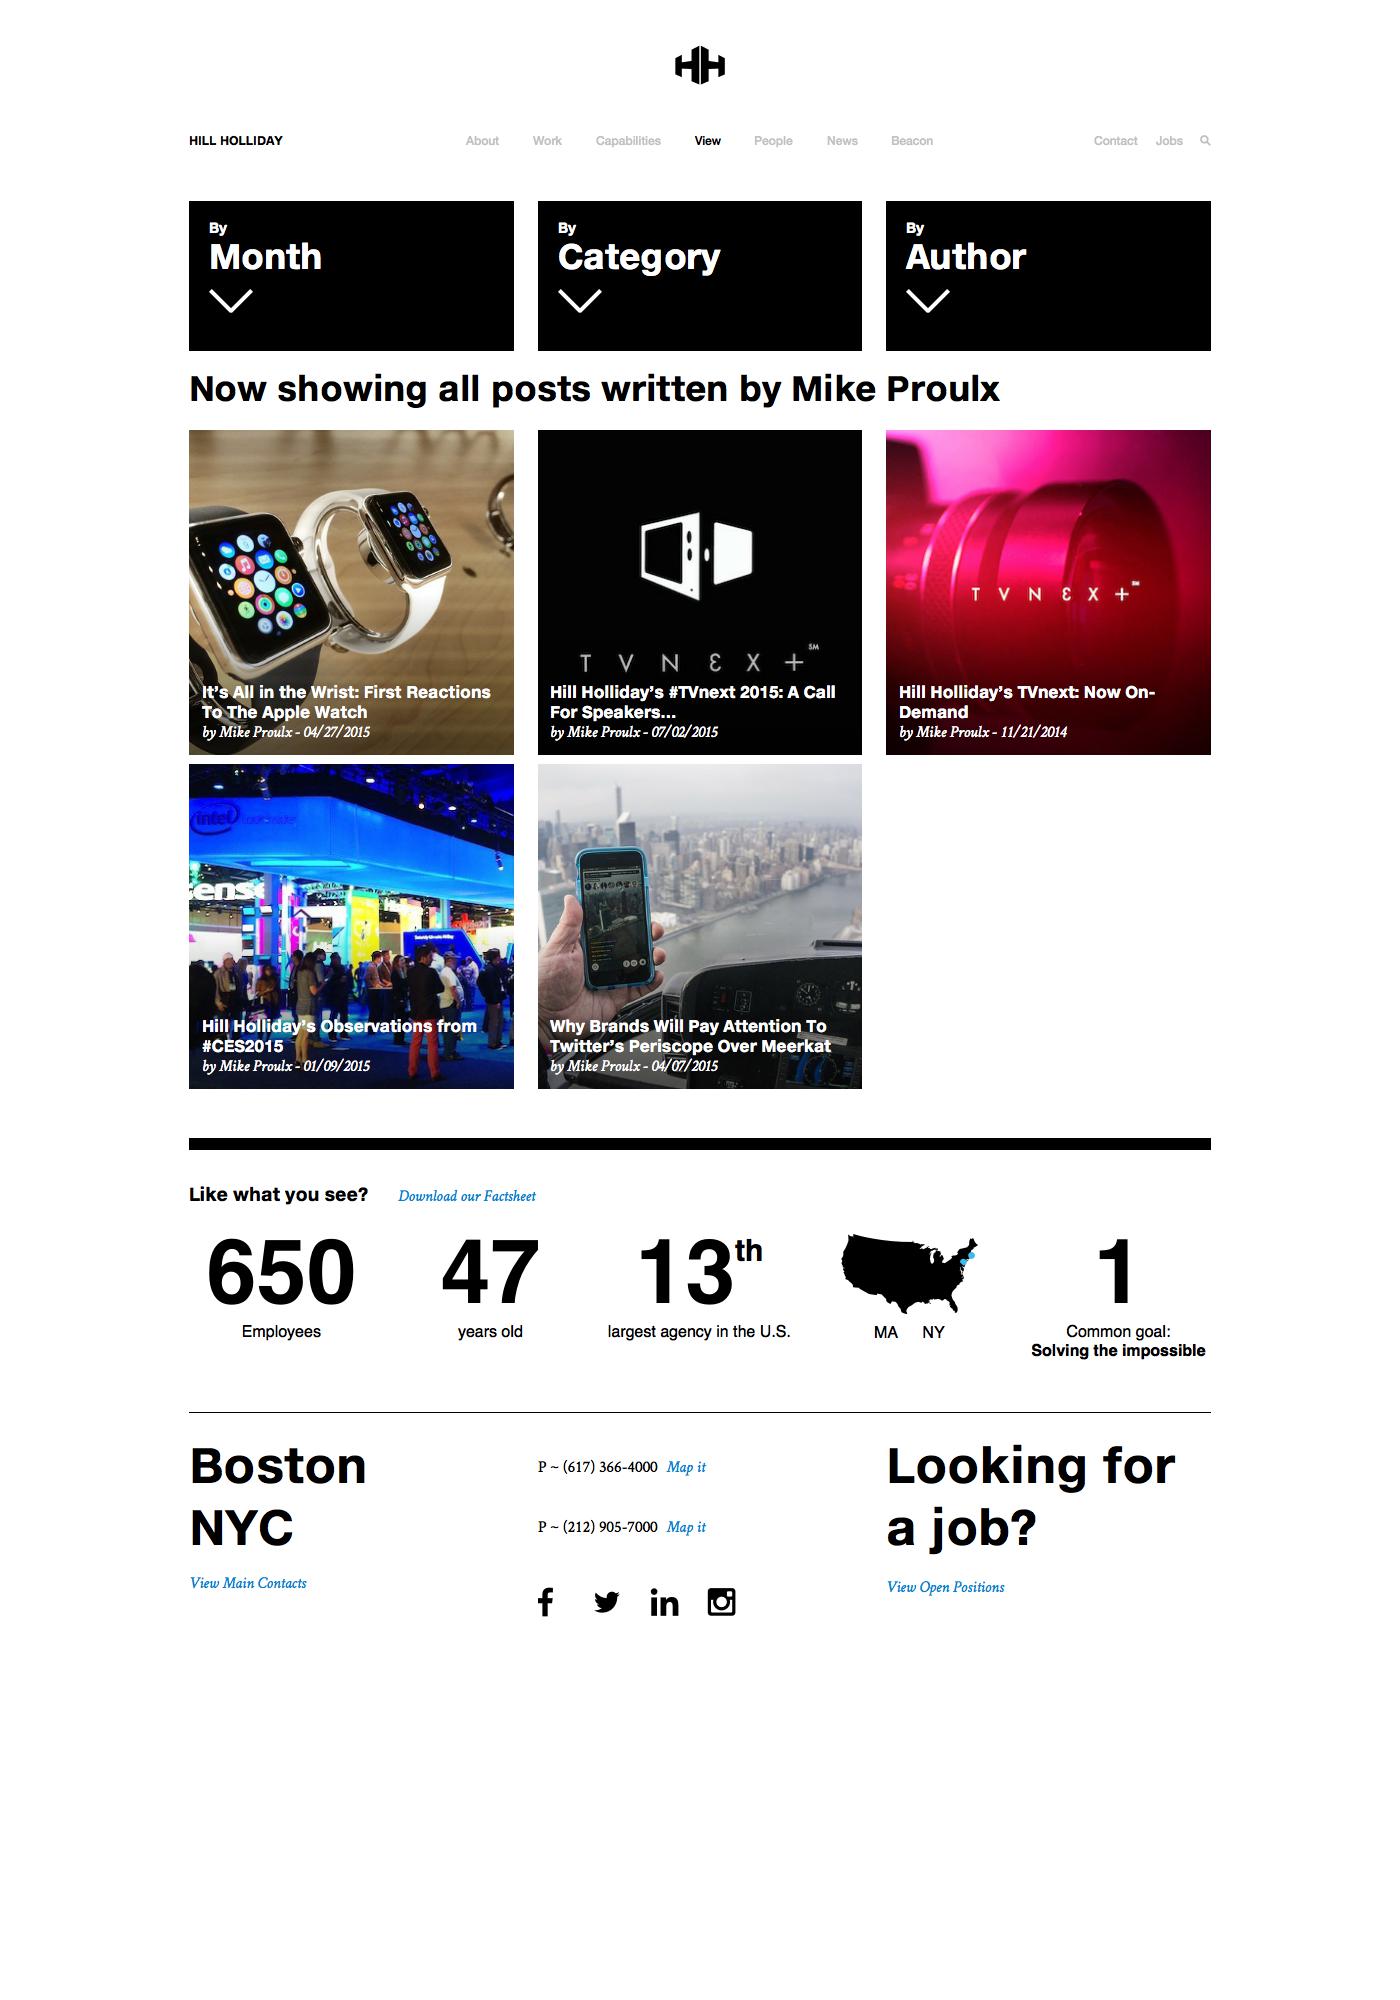 HILL HOLLIDAY
About
Work
Capabilities
View
People
News
Beacon
Contact
Jobs
By
Month
By
Category
By
Author
Now showing all posts written by Mike Proulx
It’s All in the Wrist: First Reactions
To The Apple Watch
by Mike Proulx - 04/27/2015
T V N Ɛ X + SM
Hill Holliday’s #TVnext 2015: A Call
For Speakers…
by Mike Proulx - 07/02/2015
T V N Ɛ X + SM
Hill Holliday’s TVnext: Now On-
Demand
by Mike Proulx - 11/21/2014
intel
ense
Hill Holliday’s Observations from
#CES2015
by Mike Proulx - 01/09/2015
Why Brands Will Pay Attention To
Twitter’s Periscope Over Meerkat
by Mike Proulx - 04/07/2015
Like what you see?
Download our Factsheet
650
Employees
47
years old
13th
largest agency in the U.S.
MA NY
1
Common goal:
Solving the impossible
Boston
NYC
View Main Contacts
P ~ (617) 366-4000 Map it
P ~ (212) 905-7000 Map it
Looking for
a job?
View Open Positions